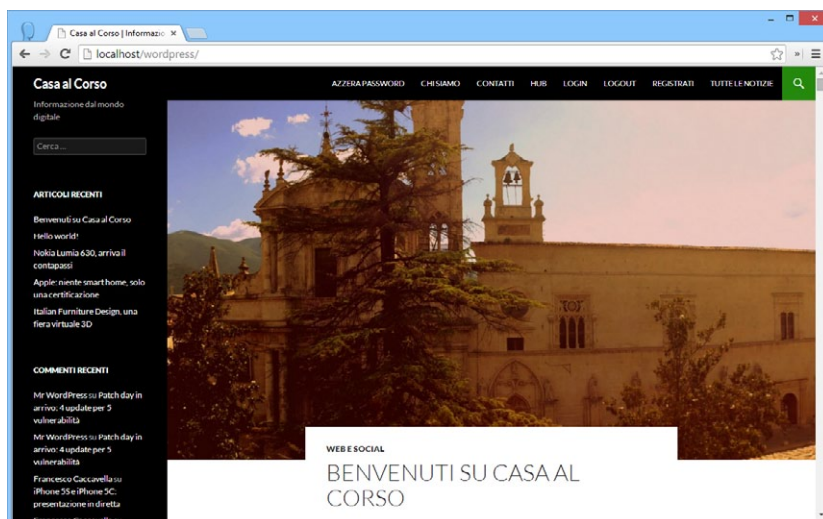 Casa al Corso | Informazio
localhost/wordpress/
Casa al Corso
AZZERA PASSWORD CHI SIAMO CONTATTI HUB LOGIN LOGOUT REGISTRATI TUTTE LE NOTIZIE
Informazione dal mondo
digitale
Cerca ...
ARTICOLI RECENTI
Benvenuti su Casa al Corso
Hello world!
Nokia Lumia 630, arriva il
contapassi
Apple: niente smart home, solo
una certificazione
Italian Furniture Design, una
fiera virtuale 3D
COMMENTI RECENTI
Mr WordPress su Patch day in
arrivo: 4 update per 5
vulnerabilità
Mr WordPress su Patch day in
arrivo: 4 update per 5
vulnerabilità
Francesco Caccavella su
iPhone 5S e iPhone 5C:
presentazione in diretta
WEB E SOCIAL
BENVENUTI SU CASA AL
CORSO